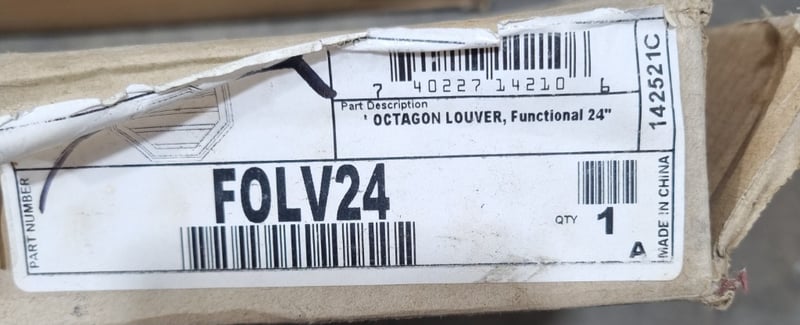 7 40227 14210 6
Part Description
' OCTAGON LOUVER, Functional 24"
142521C
PART NUMBER
FOLV24
QTY 1
A
MADE IN CHINA